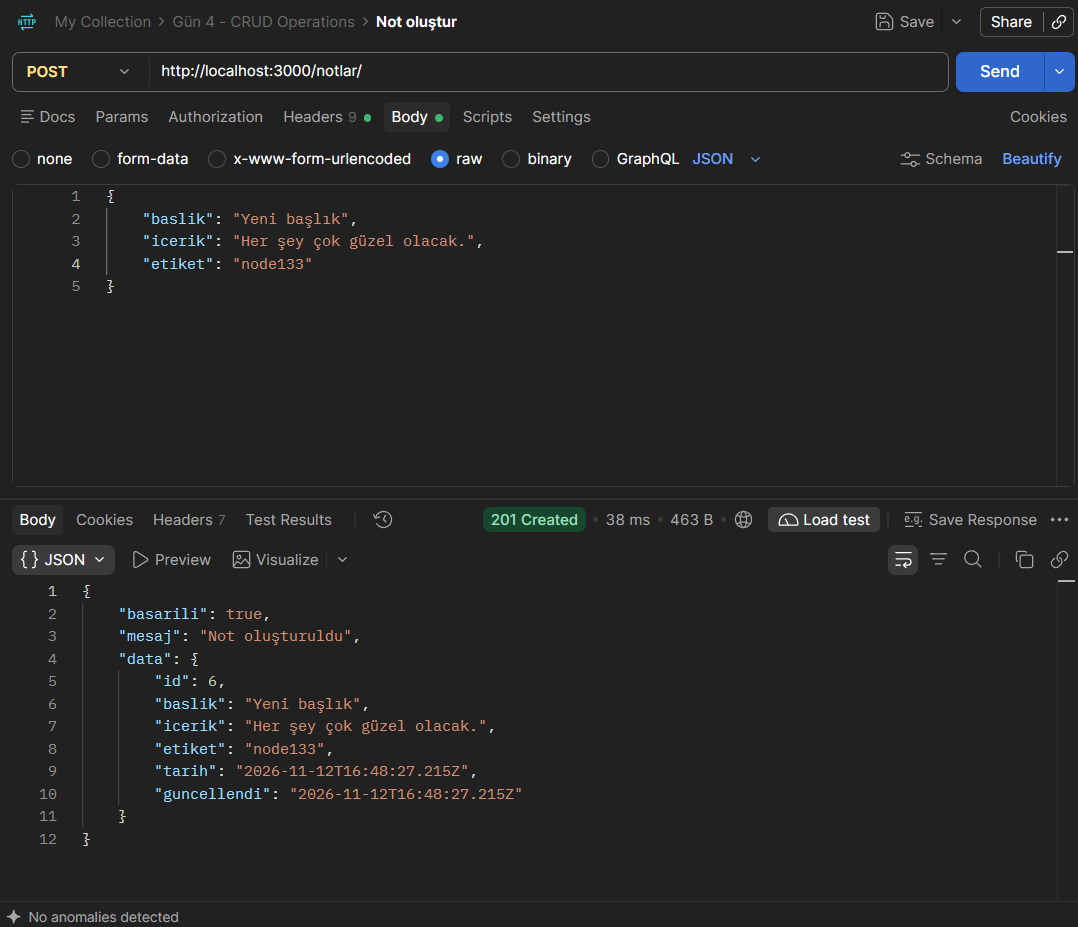 HTTP My Collection > Gün 4 - CRUD Operations > Not oluştur Save Share
POST http://localhost:3000/notlar/ Send
Docs Params Authorization Headers 9 Body Scripts Settings Cookies
none form-data x-www-form-urlencoded raw binary GraphQL JSON Schema Beautify
1 {
2 "baslik": "Yeni başlık",
3 "icerik": "Her şey çok güzel olacak.",
4 "etiket": "node133"
5 }
Body Cookies Headers 7 Test Results 201 Created • 38 ms • 463 B • Load test e.g. Save Response
{} JSON Preview Visualize
1 {
2 "basarili": true,
3 "mesaj": "Not oluşturuldu",
4 "data": {
5 "id": 6,
6 "baslik": "Yeni başlık",
7 "icerik": "Her şey çok güzel olacak.",
8 "etiket": "node133",
9 "tarih": "2026-11-12T16:48:27.215Z",
10 "guncellendi": "2026-11-12T16:48:27.215Z"
11 }
12 }
No anomalies detected